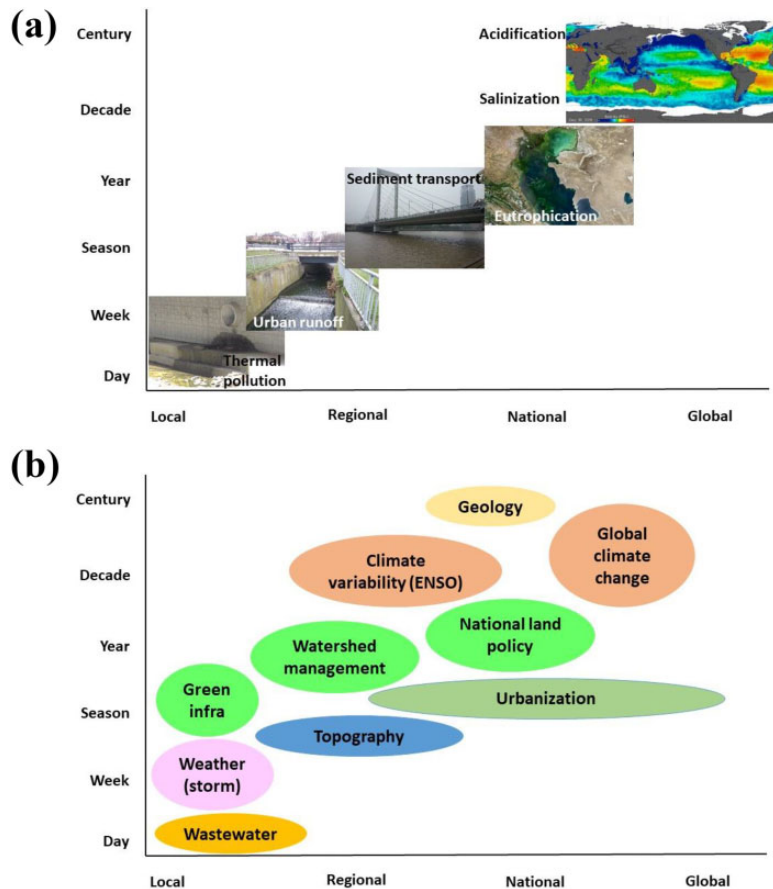 (a)
Century
Decade
Year
Season
Week
Day
Acidification
Salinization
Sediment transport
Eutrophication
Urban runoff
Thermal
pollution
Local
Regional
National
Global
(b)
Century
Decade
Year
Season
Week
Day
Geology
Global
climate
change
Climate
variability (ENSO)
National land
policy
Watershed
management
Green
infra
Urbanization
Topography
Weather
(storm)
Wastewater
Local
Regional
National
Global